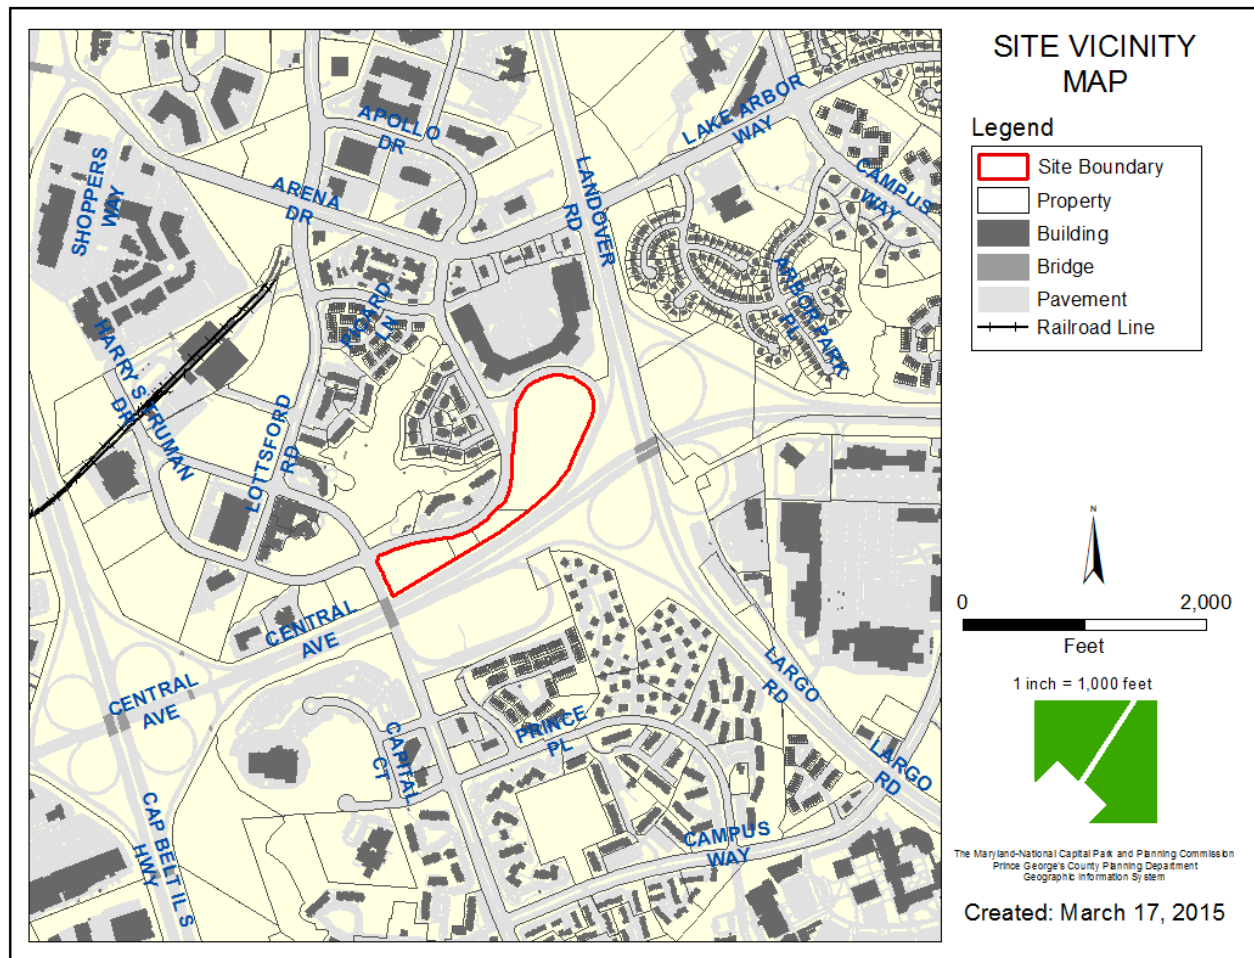 SITE VICINITY
MAP
Legend
Site Boundary
Property
Building
Bridge
Pavement
Railroad Line
N
0 2,000
Feet
1 inch = 1,000 feet
The Maryland-National Capital Park and Planning Commission
Prince George's County Planning Department
Geographic Information System
Created: March 17, 2015
APOLLO
DR
LAKE ARBOR
WAY
SHOPPERS
WAY
ARENA
DR
LANDOVER
RD
CAMPUS
WAY
PICARD
LN
ARBOR PARK
PL
HARRY S TRUMAN
DR
LOTTSFORD
RD
CENTRAL
AVE
CENTRAL
AVE
LARGO
RD
PRINCE
PL
CAPITAL
CT
LARGO
RD
CAMPUS
WAY
CAP BELT IL S
HWY